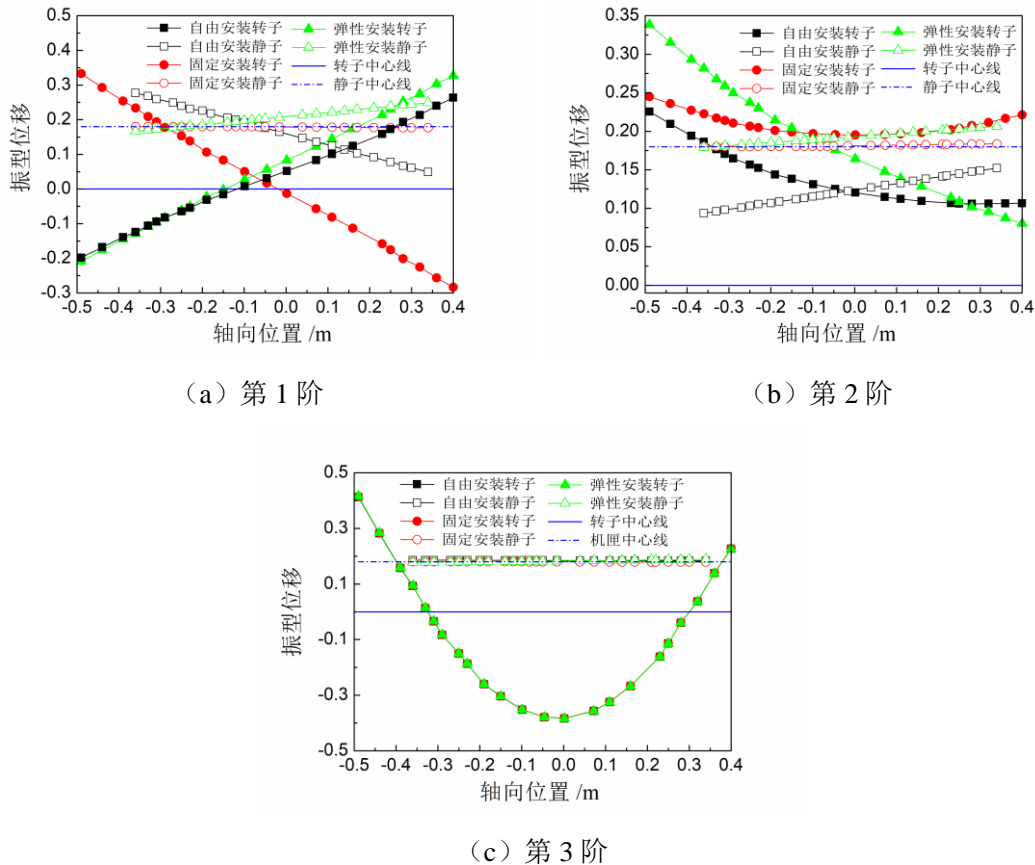 0.5
0.4
0.3
0.2
0.1
0.0
-0.1
-0.2
-0.3
振型位移
自由安装转子
自由安装静子
固定安装转子
固定安装静子
弹性安装转子
弹性安装静子
转子中心线
静子中心线
-0.5 -0.4 -0.3 -0.2 -0.1 0.0 0.1 0.2 0.3 0.4
轴向位置 /m
(a)第 1 阶
0.35
0.30
0.25
0.20
0.15
0.10
0.05
0.00
振型位移
自由安装转子
自由安装静子
固定安装转子
固定安装静子
弹性安装转子
弹性安装静子
转子中心线
静子中心线
-0.5 -0.4 -0.3 -0.2 -0.1 0.0 0.1 0.2 0.3 0.4
轴向位置 /m
(b)第 2 阶
0.5
0.3
0.1
-0.1
-0.3
-0.5
振型位移
自由安装转子
自由安装静子
固定安装转子
固定安装静子
弹性安装转子
弹性安装静子
转子中心线
机匣中心线
-0.5 -0.4 -0.3 -0.2 -0.1 0.0 0.1 0.2 0.3 0.4
轴向位置 /m
(c)第 3 阶